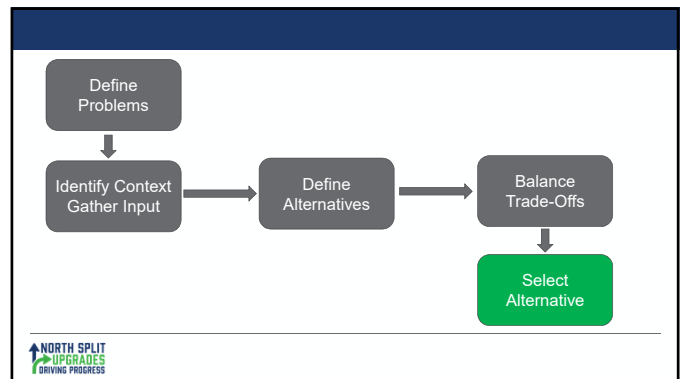 Define
Problems
Identify Context
Gather Input
Define
Alternatives
Balance
Trade-Offs
Select
Alternative
NORTH SPLIT
UPGRADES
DRIVING PROGRESS